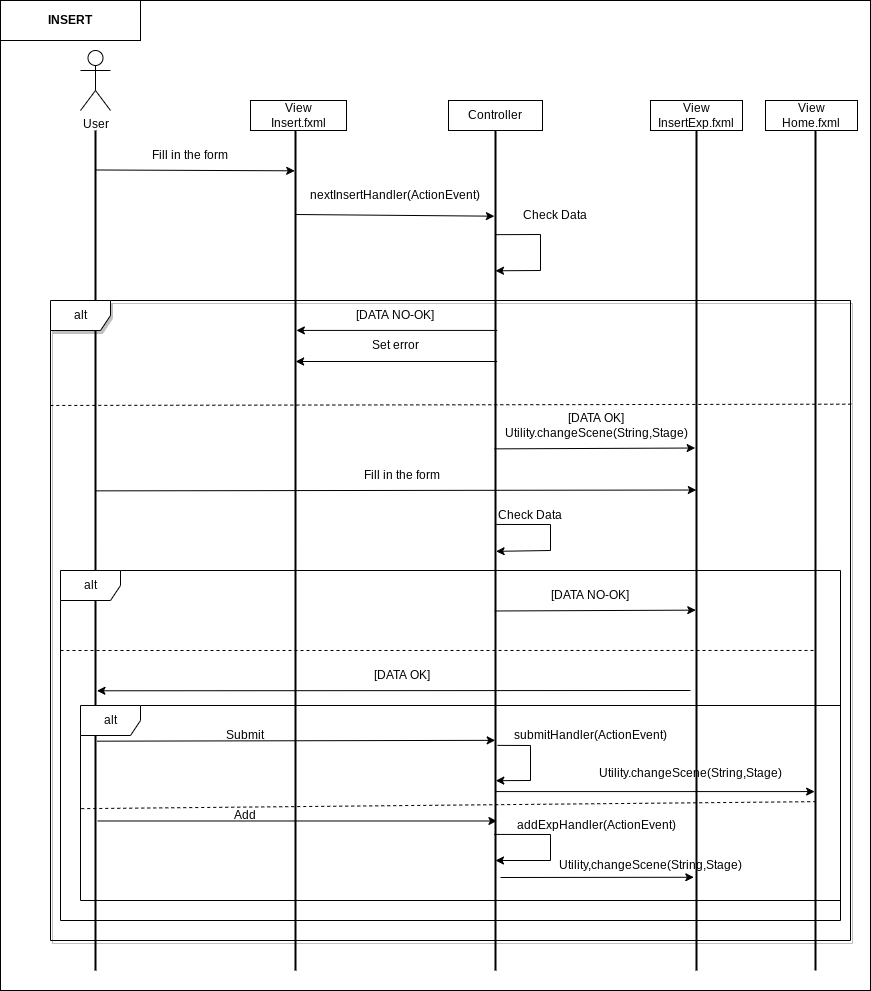 INSERT
User
View
Insert.fxml
Controller
View
InsertExp.fxml
View
Home.fxml
Fill in the form
nextInsertHandler(ActionEvent)
Check Data
alt
[DATA NO-OK]
Set error
[DATA OK]
Utility.changeScene(String,Stage)
Fill in the form
Check Data
alt
[DATA NO-OK]
[DATA OK]
alt
Submit
submitHandler(ActionEvent)
Utility.changeScene(String,Stage)
Add
addExpHandler(ActionEvent)
Utility,changeScene(String,Stage)